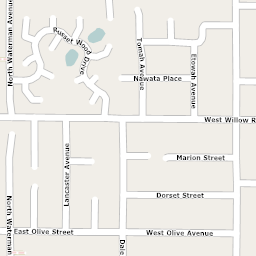 North Waterman Avenue
Russet Wood Drive
Tomah Avenue
Etowah Avenue
Nawata Place
West Willow R
Lancaster Avenue
Marion Street
Dorset Street
North Waterman
East Olive Street
West Olive Avenue
Dale